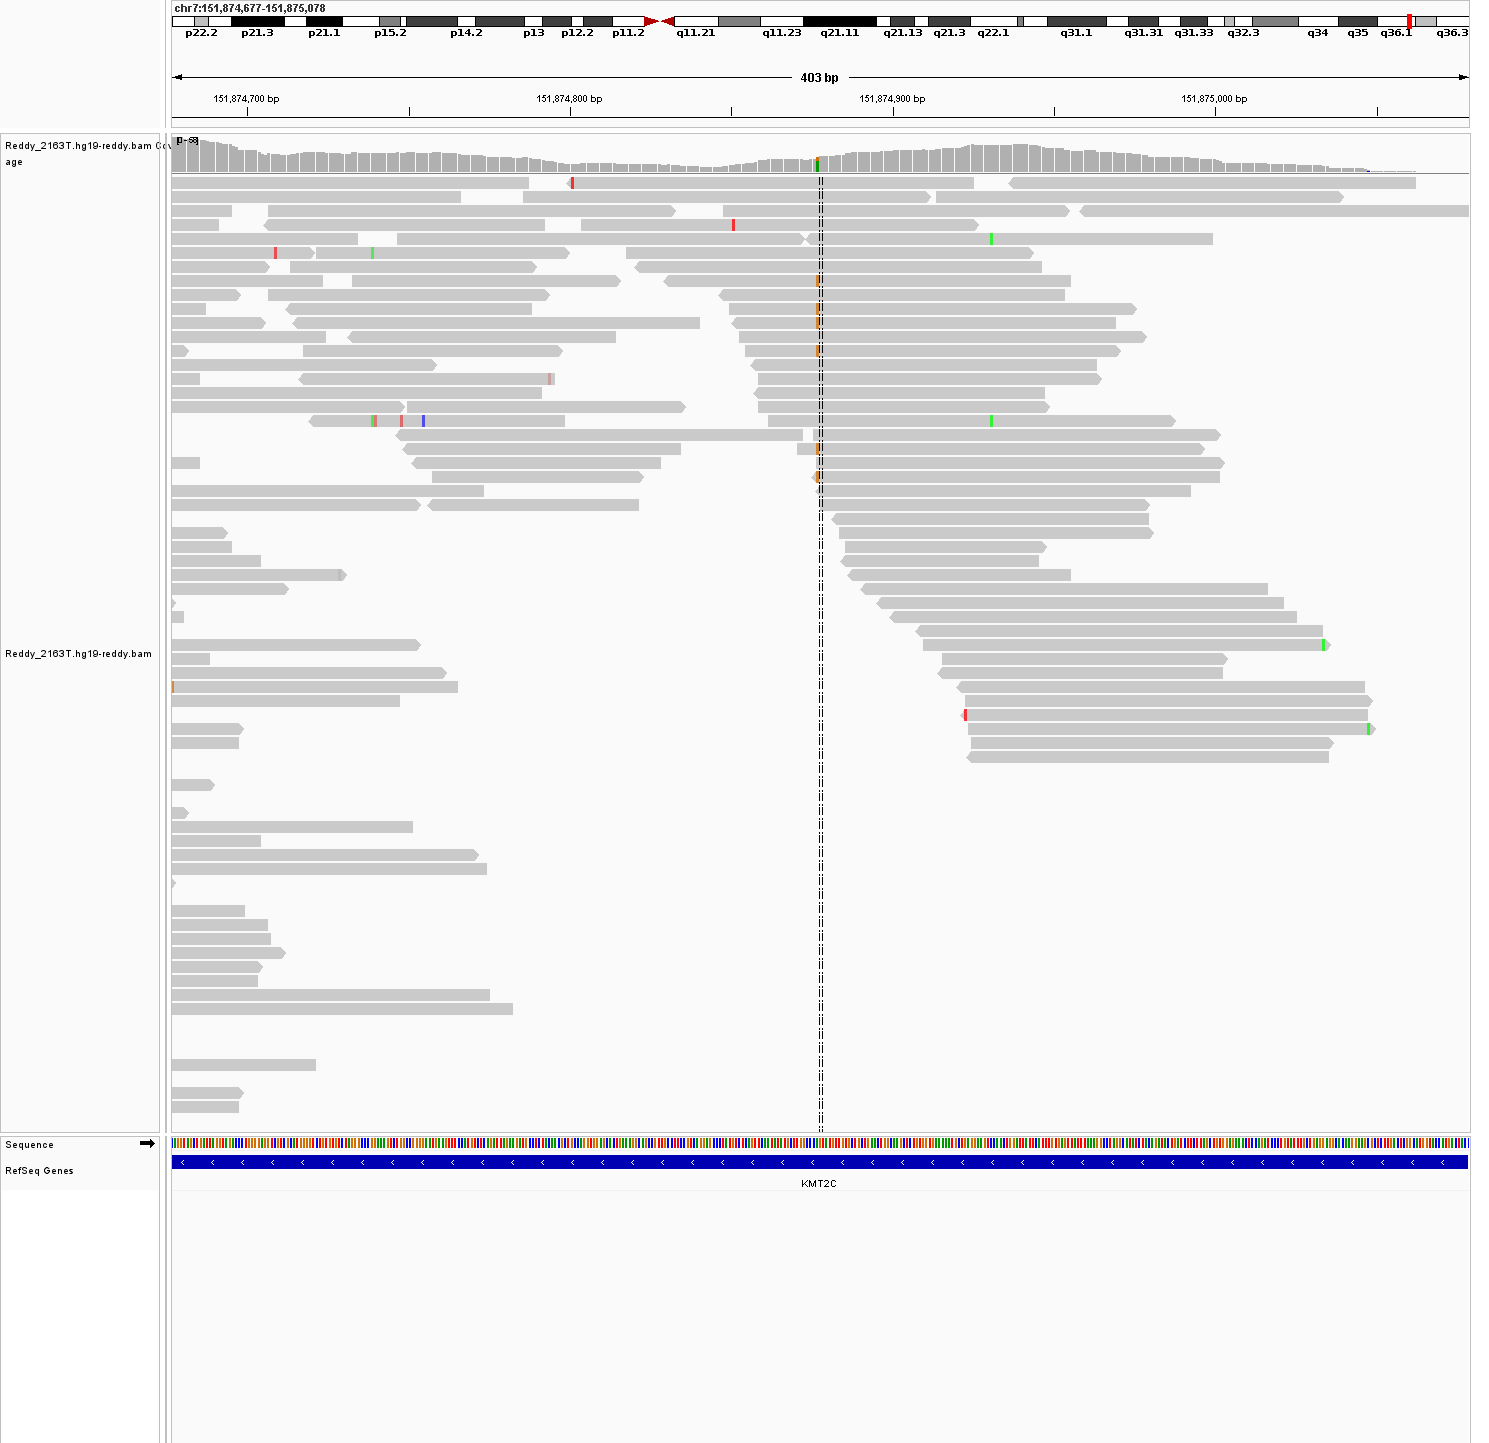 chr7:151,874,677-151,875,078
p22.2 p21.3 p21.1 p15.2 p14.2 p13 p12.2 p11.2 q11.21 q11.23 q21.11 q21.13 q21.3 q22.1 q31.1 q31.31 q31.33 q32.3 q34 q35 q36.1 q36.3
403 bp
151,874,700 bp 151,874,800 bp 151,874,900 bp 151,875,000 bp
Reddy_2163T.hg19-reddy.bam Cov
age
Reddy_2163T.hg19-reddy.bam
Sequence
RefSeq Genes
KMT2C